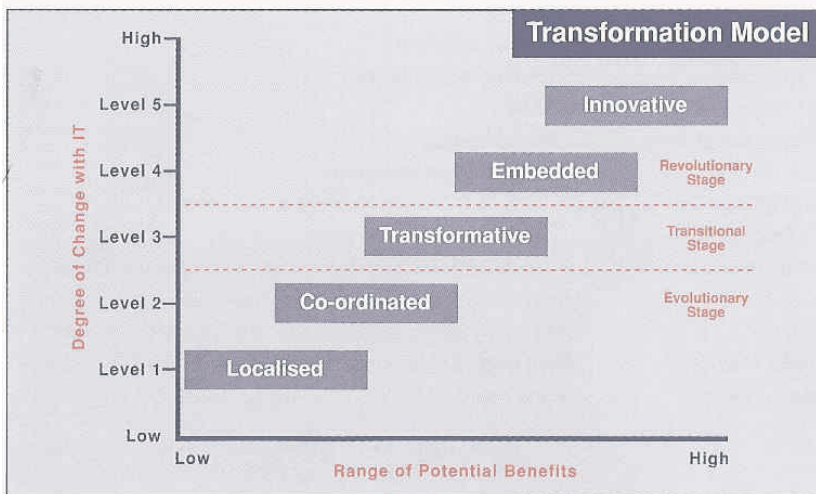 Transformation Model
High
Level 5
Innovative
Level 4
Embedded
Revolutionary
Stage
Level 3
Transformative
Transitional
Stage
Level 2
Co-ordinated
Evolutionary
Stage
Level 1
Localised
Low
Degree of Change with IT
Low
High
Range of Potential Benefits